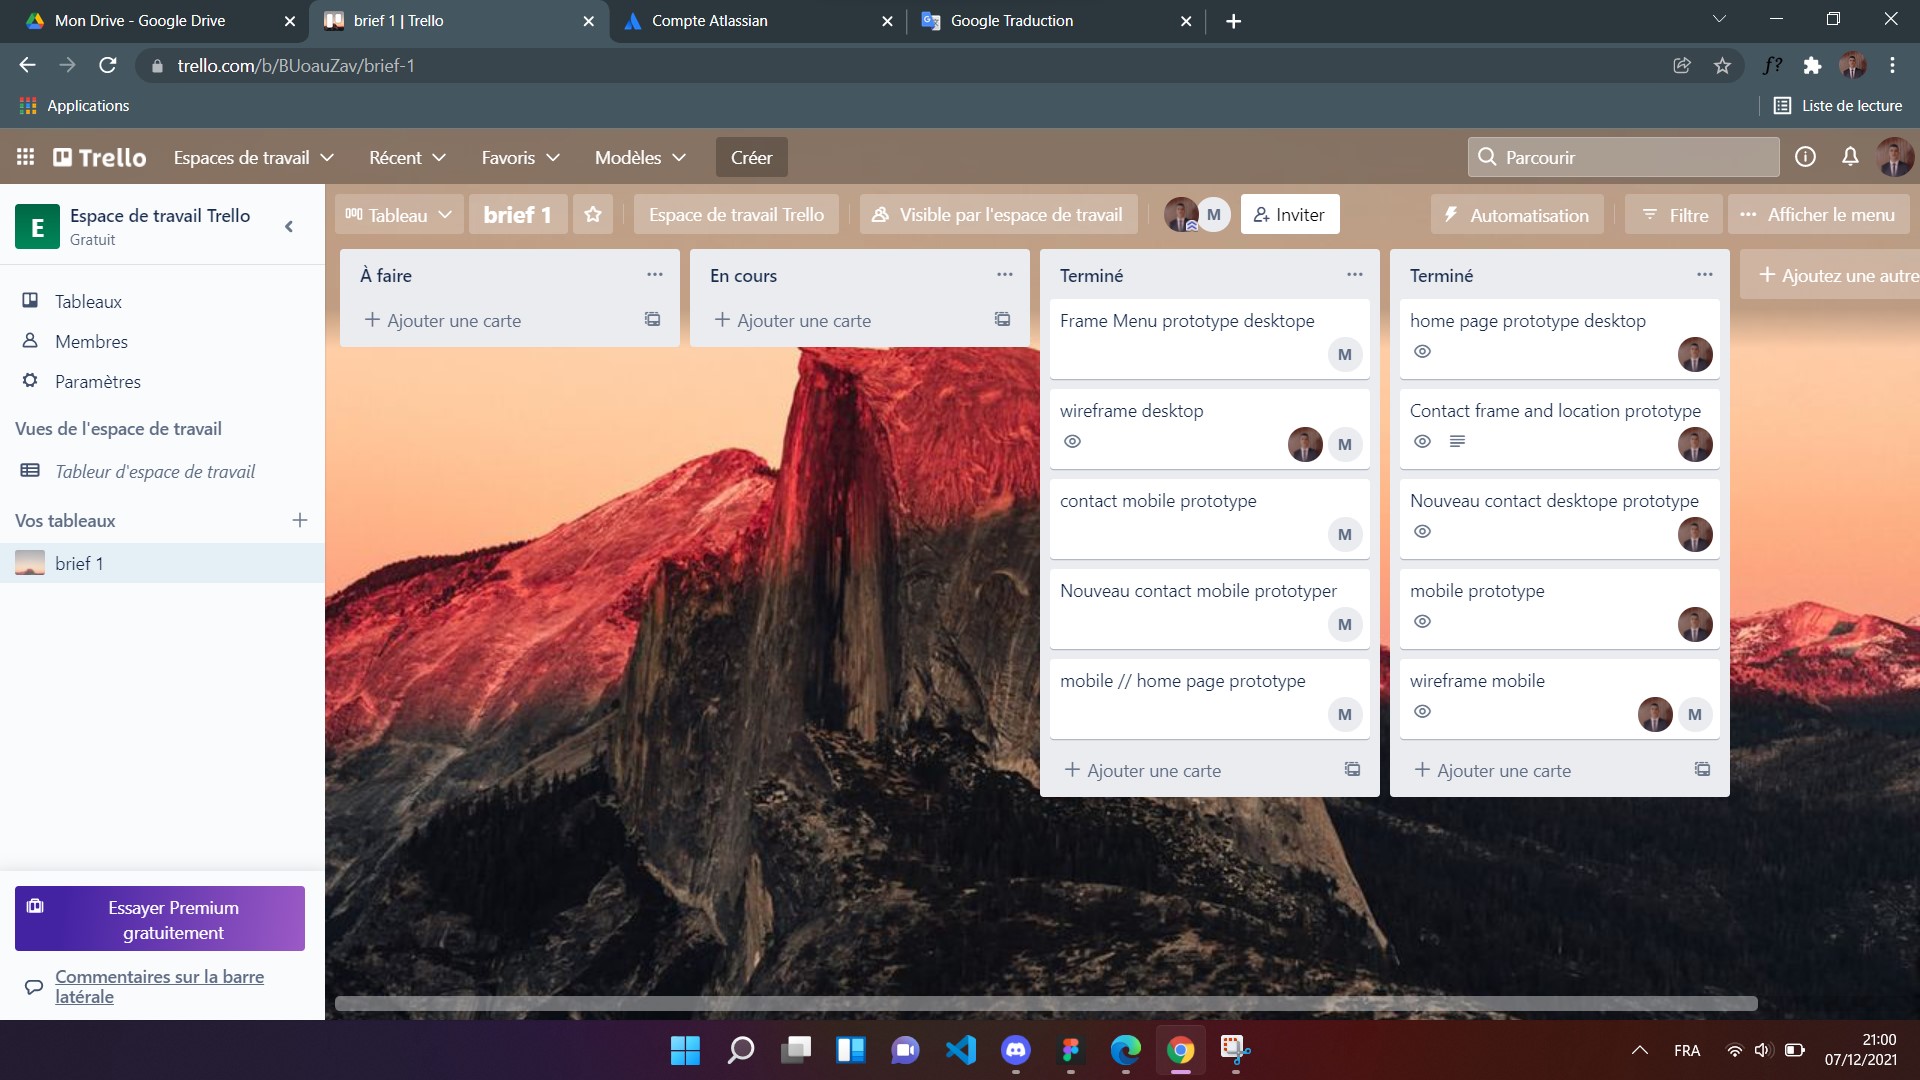 Mon Drive - Google Drive
brief 1 | Trello
Compte Atlassian
Google Traduction
trello.com/b/BUoauZav/brief-1
f?
Applications
Liste de lecture
Trello
Espaces de travail
Récent
Favoris
Modèles
Créer
Parcourir
E
Espace de travail Trello
Gratuit
Tableau
brief 1
Espace de travail Trello
Visible par l'espace de travail
M
Inviter
Automatisation
Filtre
Afficher le menu
Tableaux
Membres
Paramètres
Vues de l'espace de travail
Tableur d'espace de travail
Vos tableaux
brief 1
Essayer Premium
gratuitement
Commentaires sur la barre
latérale
À faire
Ajouter une carte
En cours
Ajouter une carte
Terminé
Frame Menu prototype desktope
M
wireframe desktop
M
contact mobile prototype
M
Nouveau contact mobile prototyper
M
mobile // home page prototype
M
Ajouter une carte
Terminé
home page prototype desktop
Contact frame and location prototype
Nouveau contact desktope prototype
mobile prototype
wireframe mobile
M
Ajouter une carte
Ajoutez une autre
FRA
21:00
07/12/2021